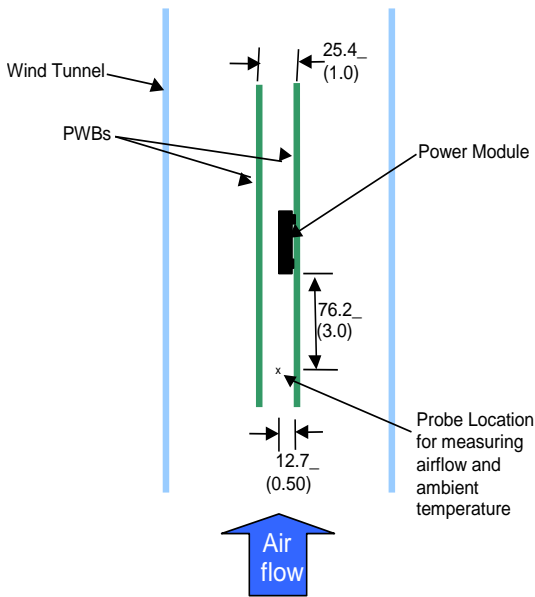 25.4_
(1.0)
Wind Tunnel
PWBs
Power Module
76.2_
(3.0)
x
Probe Location
for measuring
airflow and
ambient
temperature
12.7_
(0.50)
Air
flow